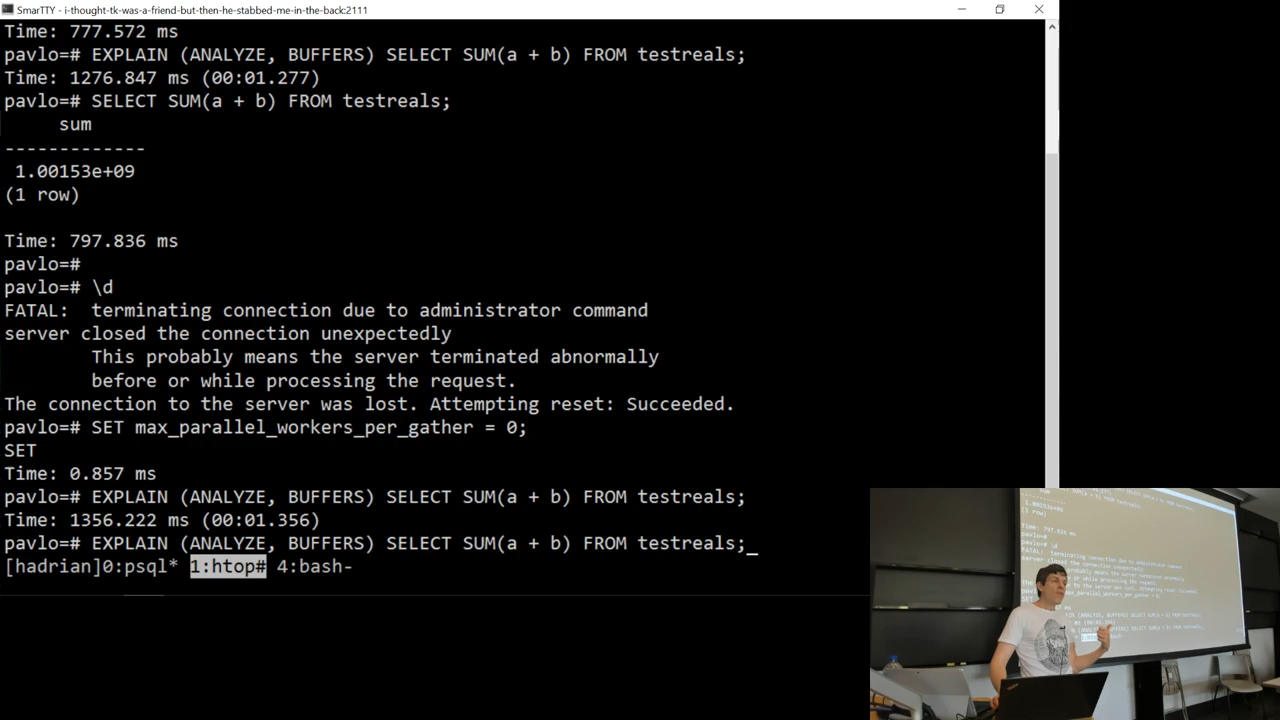 SmarTTY - i-thought-tk-was-a-friend-but-then-he-stabbed-me-in-the-back:2111
Time: 777.572 ms
pavlo=# EXPLAIN (ANALYZE, BUFFERS) SELECT SUM(a + b) FROM testreals;
Time: 1276.847 ms (00:01.277)
pavlo=# SELECT SUM(a + b) FROM testreals;
sum
-------------
1.00153e+09
(1 row)
Time: 797.836 ms
pavlo=#
pavlo=# \d
FATAL:  terminating connection due to administrator command
server closed the connection unexpectedly
This probably means the server terminated abnormally
before or while processing the request.
The connection to the server was lost. Attempting reset: Succeeded.
pavlo=# SET max_parallel_workers_per_gather = 0;
SET
Time: 0.857 ms
pavlo=# EXPLAIN (ANALYZE, BUFFERS) SELECT SUM(a + b) FROM testreals;
Time: 1356.222 ms (00:01.356)
pavlo=# EXPLAIN (ANALYZE, BUFFERS) SELECT SUM(a + b) FROM testreals;_
[hadrian]0:psql* 1:htop# 4:bash-